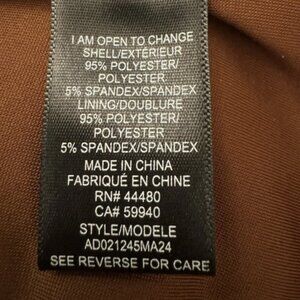 I AM OPEN TO CHANGE
SHELL/EXTÉRIEUR
95% POLYESTER/
POLYESTER
5% SPANDEX/SPANDEX
LINING/DOUBLURE
95% POLYESTER/
POLYESTER
5% SPANDEX/SPANDEX
MADE IN CHINA
FABRIQUÉ EN CHINE
RN# 44480
CA# 59940
STYLE/MODELE
AD021245MA24
SEE REVERSE FOR CARE